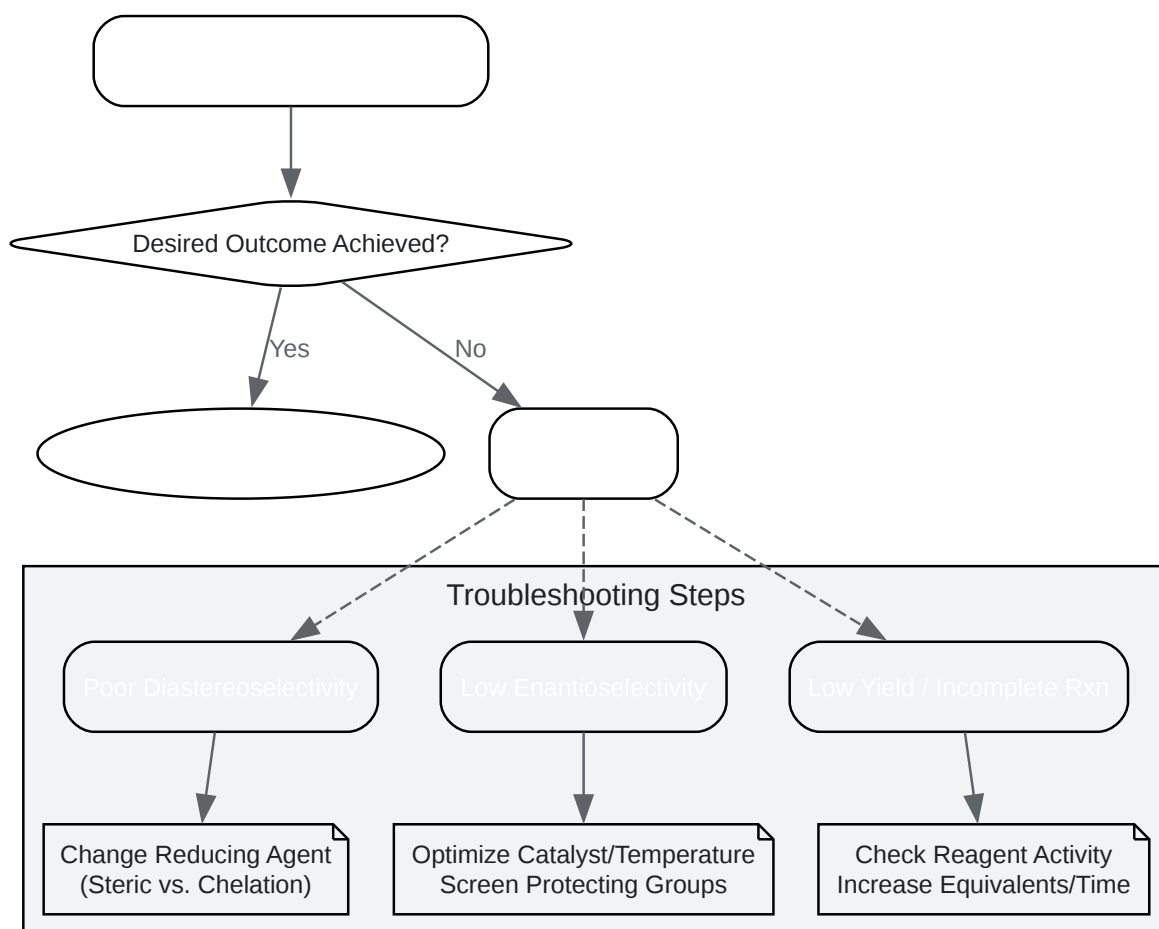 Desired Outcome Achieved?
Yes
No
Troubleshooting Steps
Poor Diastereoselectivity
Low Enantioselectivity
Low Yield / Incomplete Rxn
Change Reducing Agent
(Steric vs. Chelation)
Optimize Catalyst/Temperature
Screen Protecting Groups
Check Reagent Activity
Increase Equivalents/Time